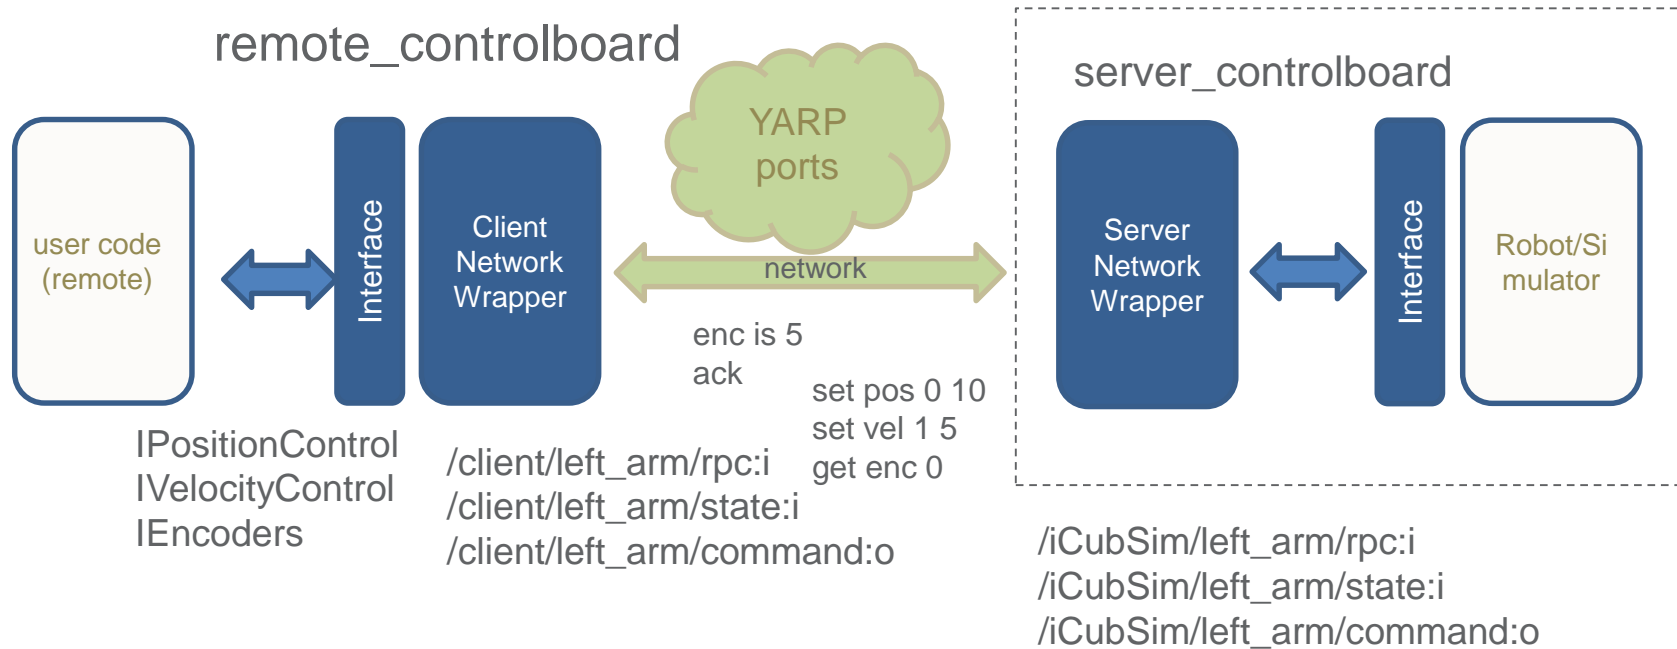 remote_controlboard
server_controlboard
YARP
ports
user code
(remote)
Interface
Client
Network
Wrapper
network
Server
Network
Wrapper
Interface
Robot/Si
mulator
enc is 5
ack
set pos 0 10
set vel 1 5
get enc 0
IPositionControl
IVelocityControl
IEncoders
/client/left_arm/rpc:i
/client/left_arm/state:i
/client/left_arm/command:o
/iCubSim/left_arm/rpc:i
/iCubSim/left_arm/state:i
/iCubSim/left_arm/command:o